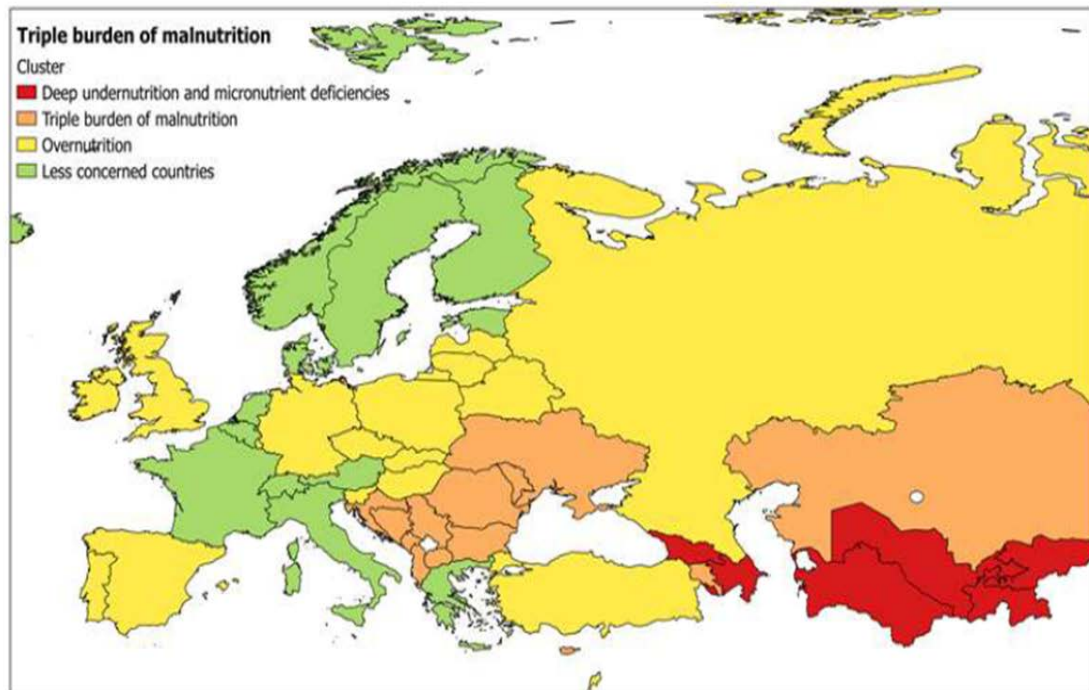 Triple burden of malnutrition
Cluster
Deep undernutrition and micronutrient deficiencies
Triple burden of malnutrition
Overnutrition
Less concerned countries